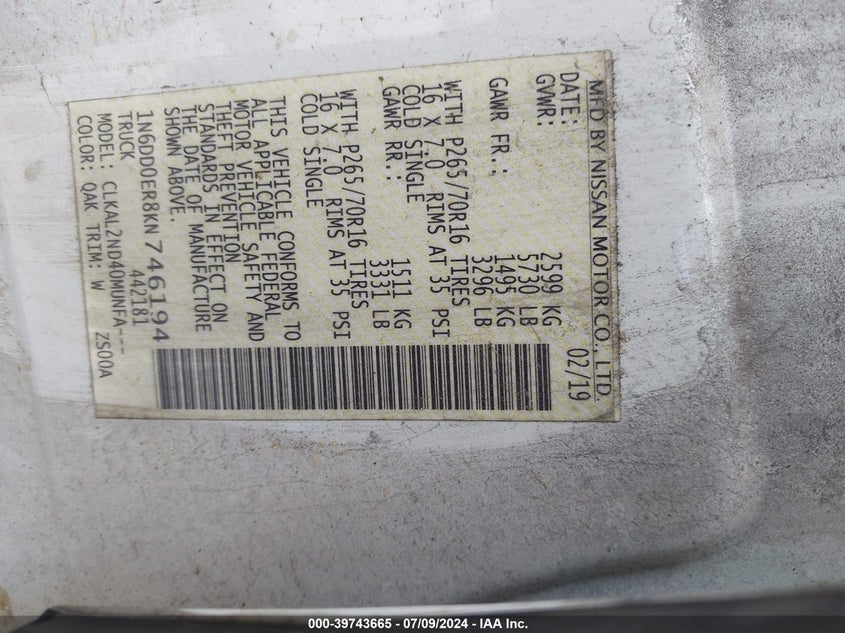 MFD BY NISSAN MOTOR CO., LTD.
DATE: 02/19
GVWR: 2599 KG
5730 LB
GAWR FR.: 1495 KG
3296 LB
WITH P265/70R16 TIRES
16 X 7.0 RIMS AT 35 PSI
COLD SINGLE
GAWR RR.: 1511 KG
3331 LB
WITH P265/70R16 TIRES
16 X 7.0 RIMS AT 35 PSI
COLD SINGLE
THIS VEHICLE CONFORMS TO
ALL APPLICABLE FEDERAL
MOTOR VEHICLE SAFETY AND
THEFT PREVENTION
STANDARDS IN EFFECT ON
THE DATE OF MANUFACTURE
SHOWN ABOVE.
1N6DD0ER8KN746194
TRUCK 442181
MODEL: CLKAL2ND40MUNFA---
COLOR: QAK TRIM: W ZS00A
000-39743665 - 07/09/2024 - IAA Inc.